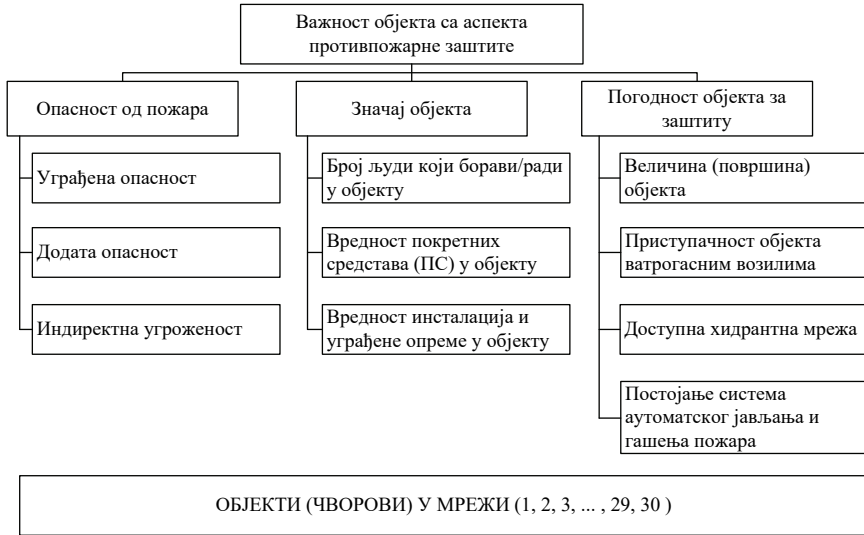 Важност објекта са аспекта
противпожарне заштите
Опасност од пожара
Значај објекта
Погодност објекта за
заштиту
Уграђена опасност
Додата опасност
Индиректна угроженост
Број људи који борави/ради
у објекту
Вредност покретних
средстава (ПС) у објекту
Вредност инсталација и
уграђене опреме у објекту
Величина (површина)
објекта
Приступачност објекта
ватрогасним возилима
Доступна хидрантна мрежа
Постојање система
аутоматског јављања и
гашења пожара
ОБЈЕКТИ (ЧВОРОВИ) У МРЕЖИ (1, 2, 3, ... , 29, 30 )